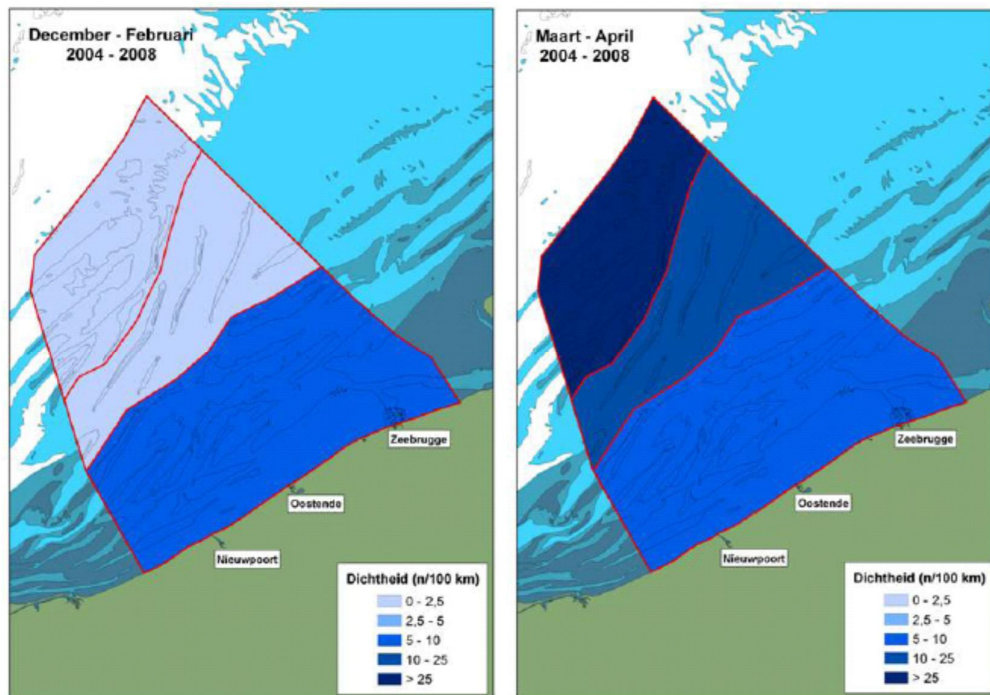 December - Februari
2004 - 2008
Zeebrugge
Oostende
Nieuwpoort
Dichtheid (n/100 km)
0 - 2,5
2,5 - 5
5 - 10
10 - 25
> 25
Maart - April
2004 - 2008
Zeebrugge
Oostende
Nieuwpoort
Dichtheid (n/100 km)
0 - 2,5
2,5 - 5
5 - 10
10 - 25
> 25